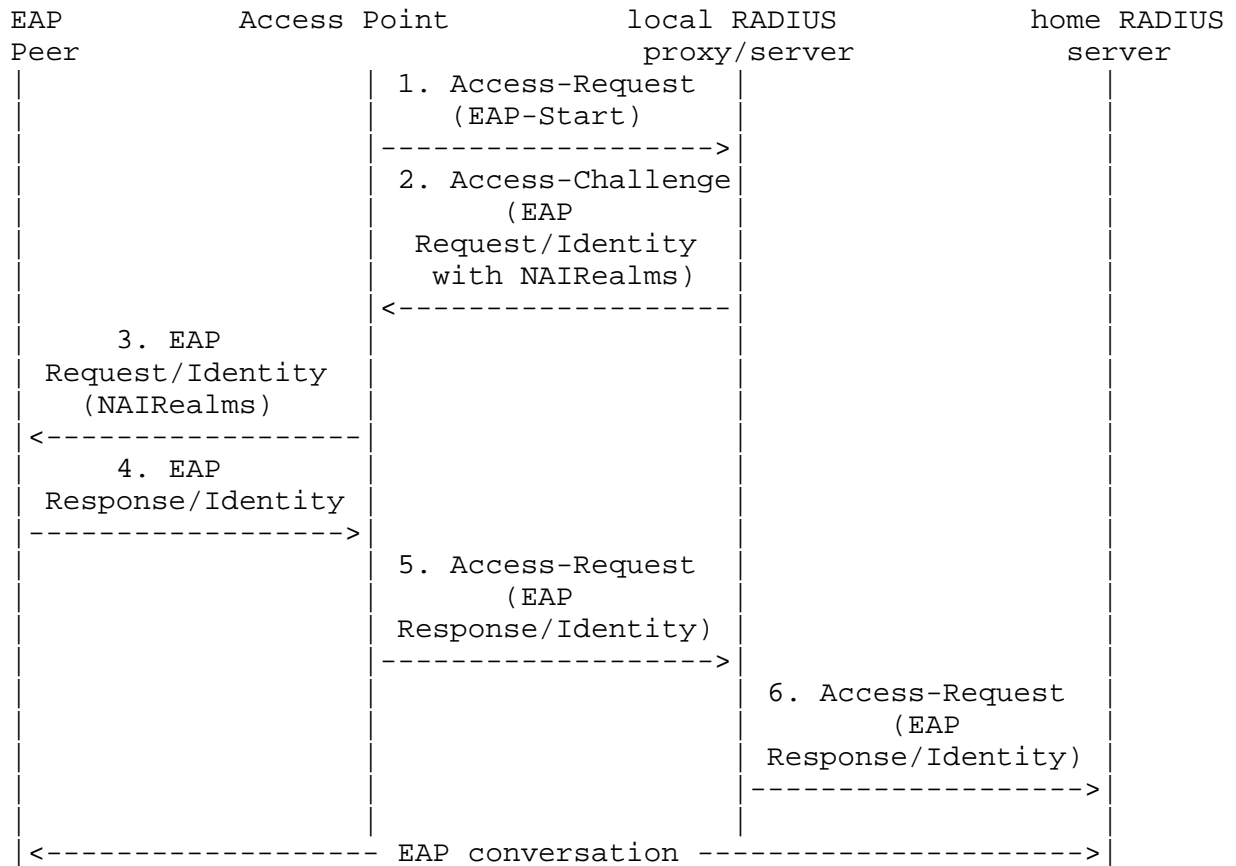 EAP Access Point local RADIUS home RADIUS
Peer proxy/server server
1. Access-Request
(EAP-Start)
2. Access-Challenge
(EAP
Request/Identity
with NAIRealms)
3. EAP
Request/Identity
(NAIRealms)
4. EAP
Response/Identity
5. Access-Request
(EAP
Response/Identity)
6. Access-Request
(EAP
Response/Identity)
EAP conversation